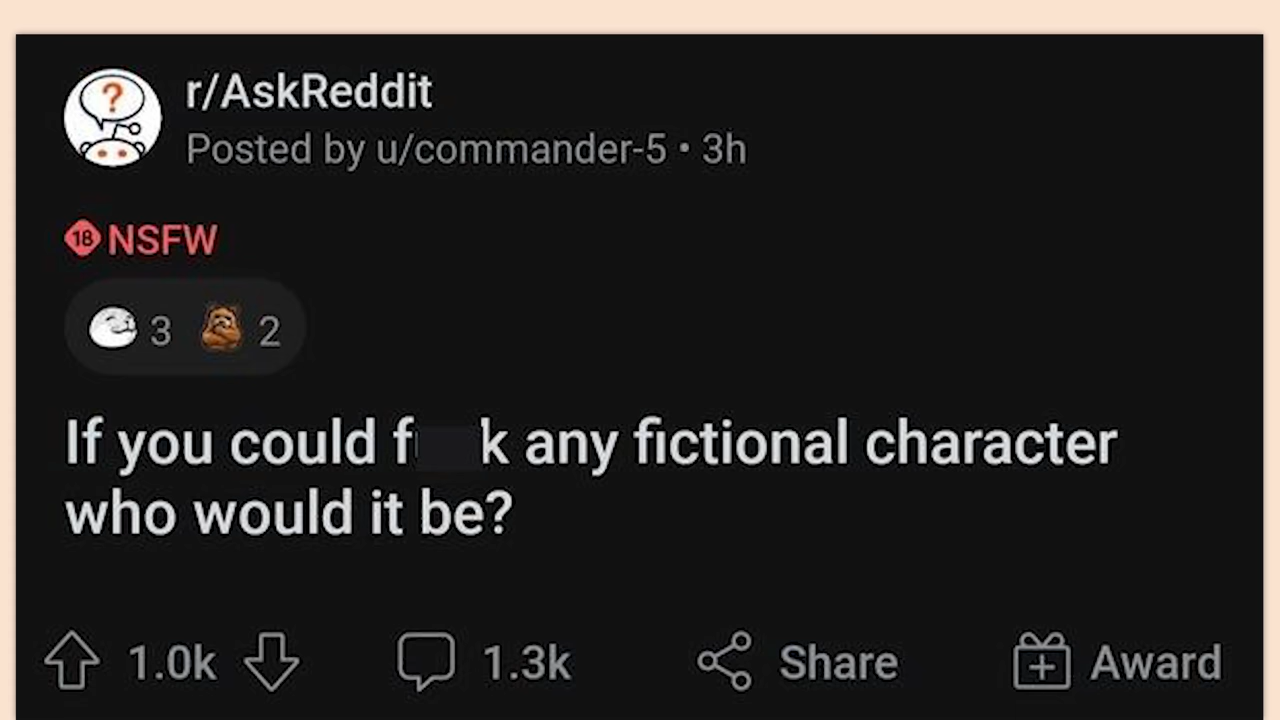 r/AskReddit
Posted by u/commander-5 • 3h
18 NSFW
3 2
If you could f k any fictional character
who would it be?
1.0k 1.3k Share Award